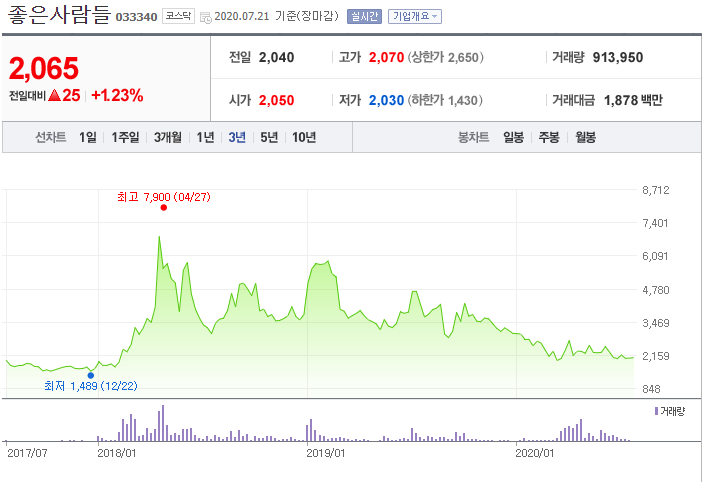 좋은사람들 033340 코스닥 2020.07.21 기준(장마감) 실시간 기업개요
2,065
전일대비 ▲25 +1.23%
전일 2,040 고가 2,070 (상한가 2,650) 거래량 913,950
시가 2,050 저가 2,030 (하한가 1,430) 거래대금 1,878 백만
선차트 1일 1주일 3개월 1년 3년 5년 10년 봉차트 일봉 주봉 월봉
최고 7,900 (04/27)
8,712
7,401
6,091
4,780
3,469
2,159
848
최저 1,489 (12/22)
거래량
2017/07 2018/01 2019/01 2020/01